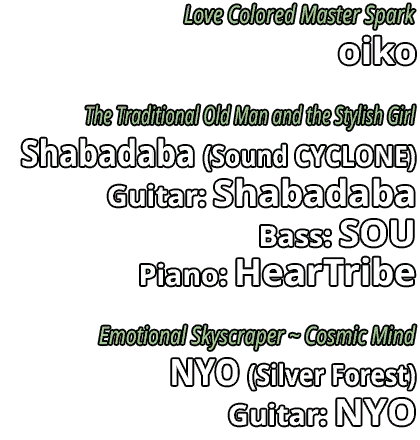 Love Colored Master Spark
oiko
The Traditional Old Man and the Stylish Girl
Shabadaba (Sound CYCLONE)
Guitar: Shabadaba
Bass: SOU
Piano: HearTribe
Emotional Skyscraper ~ Cosmic Mind
NYO (Silver Forest)
Guitar: NYO